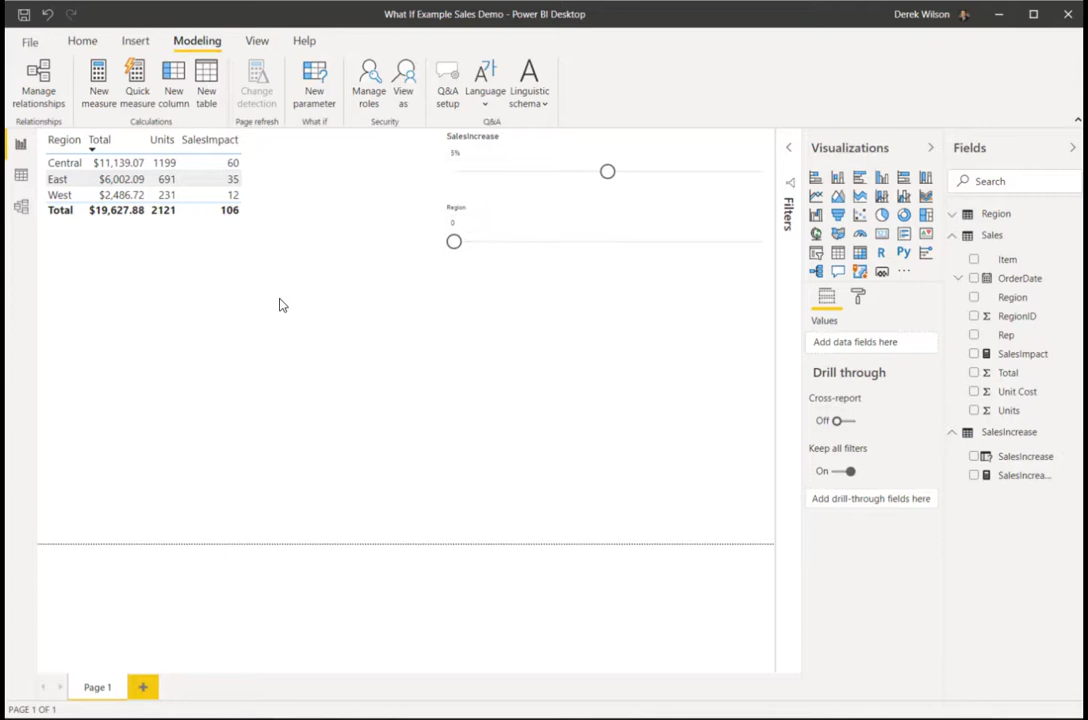 What If Example Sales Demo - Power BI Desktop
Derek Wilson
File Home Insert Modeling View Help
Manage relationships
New measure
Quick measure
New column
New table
Change detection
New parameter
Manage roles
View as
Q&A setup
Language
Linguistic schema
Relationships Calculations Page refresh What if Security Q&A
Region Total Units SalesImpact
Central $11,139.07 1199 60
East $6,002.09 691 35
West $2,486.72 231 12
Total $19,627.88 2121 106
SalesIncrease
5%
Region
0
Filters
Visualizations
R Py
Values
Add data fields here
Drill through
Cross-report
Off
Keep all filters
On
Add drill-through fields here
Fields
Search
Region
Sales
Item
OrderDate
Region
RegionID
Rep
SalesImpact
Total
Unit Cost
Units
SalesIncrease
SalesIncrease
SalesIncrea...
Page 1
PAGE 1 OF 1